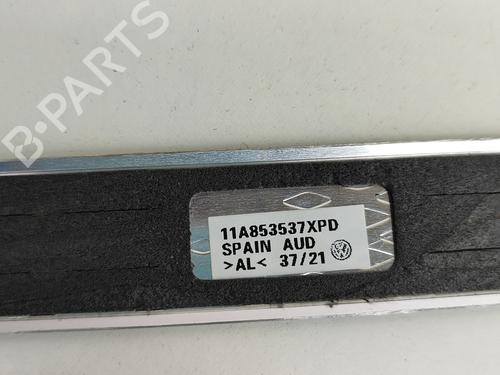 B-PARTS
11A853537XPD
SPAIN AUD
>AL< 37/21